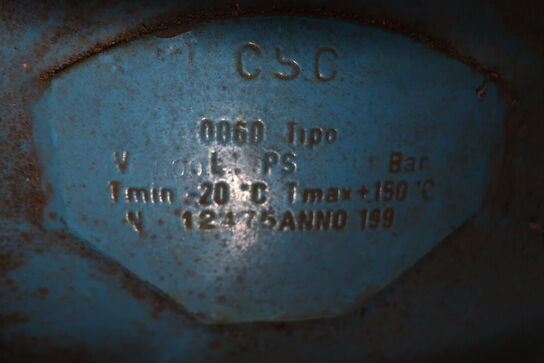 CSC
0060 Tipo
V L PS Bar
Tmin -20 °C Tmax +150 °C
N 12475 ANNO 199